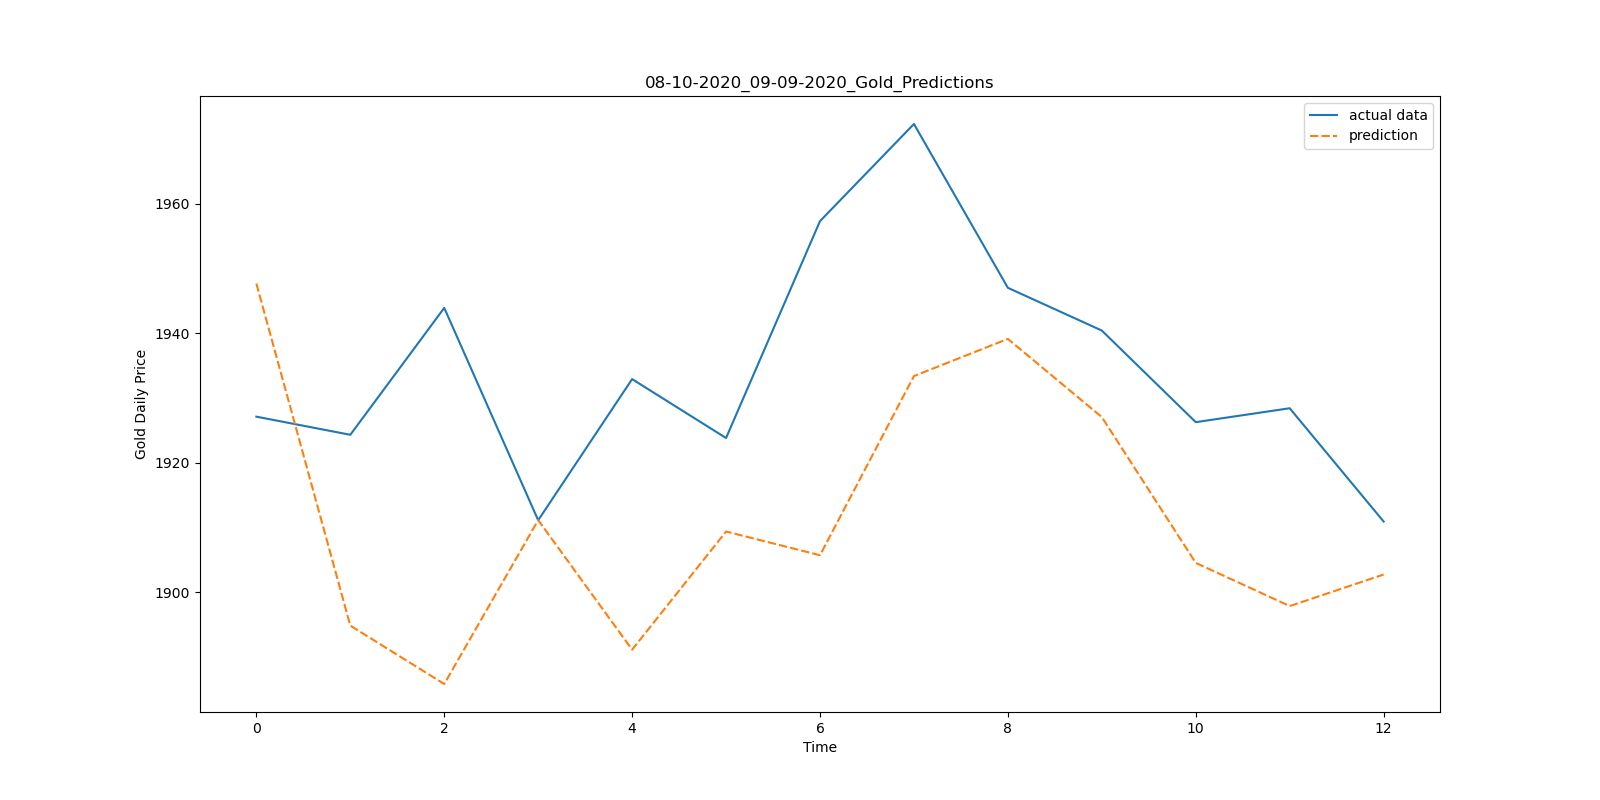 08-10-2020_09-09-2020_Gold_Predictions
actual data
prediction
Gold Daily Price
1960
1940
1920
1900
0 2 4 6 8 10 12
Time